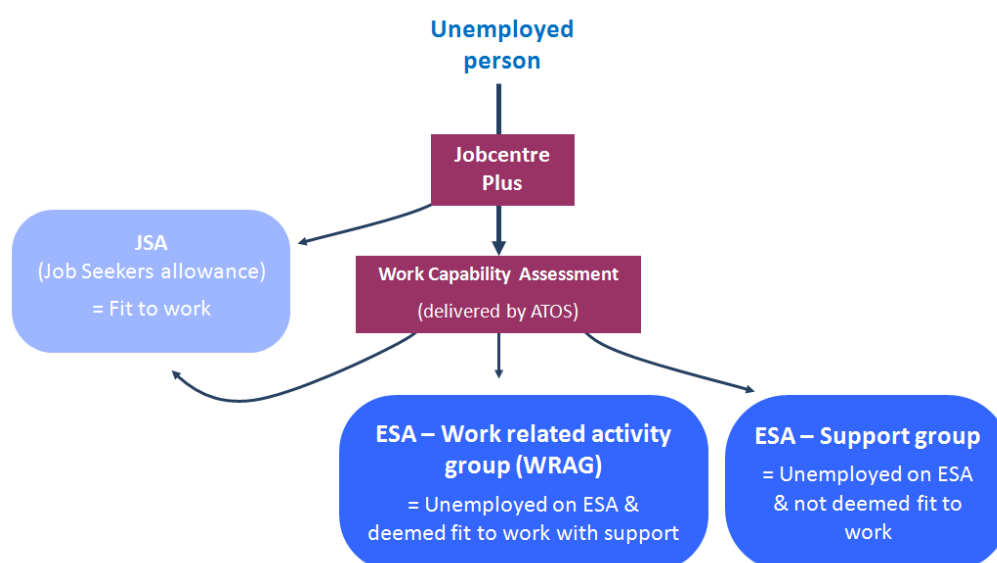 Unemployed
person
Jobcentre
Plus
JSA
(Job Seekers allowance)
= Fit to work
Work Capability Assessment
(delivered by ATOS)
ESA – Work related activity
group (WRAG)
= Unemployed on ESA &
deemed fit to work with support
ESA – Support group
= Unemployed on ESA
& not deemed fit to
work